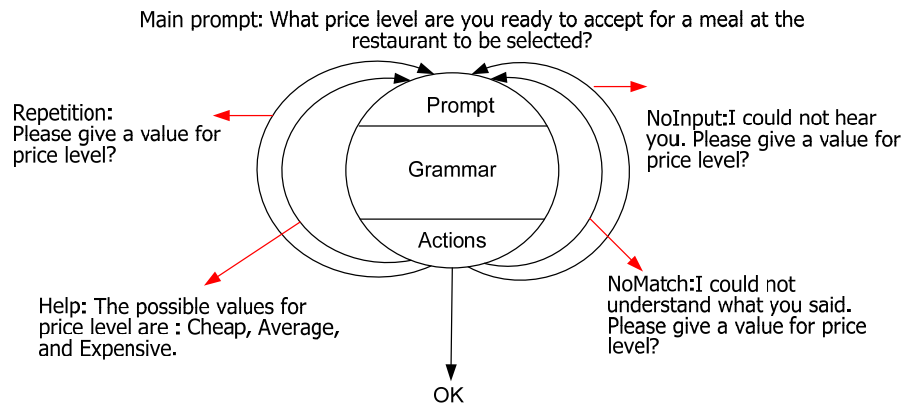 Main prompt: What price level are you ready to accept for a meal at the
restaurant to be selected?
Repetition:
Please give a value for
price level?
Prompt
Grammar
Actions
NoInput:I could not hear
you. Please give a value for
price level?
Help: The possible values for
price level are : Cheap, Average,
and Expensive.
NoMatch:I could not
understand what you said.
Please give a value for price
level?
OK